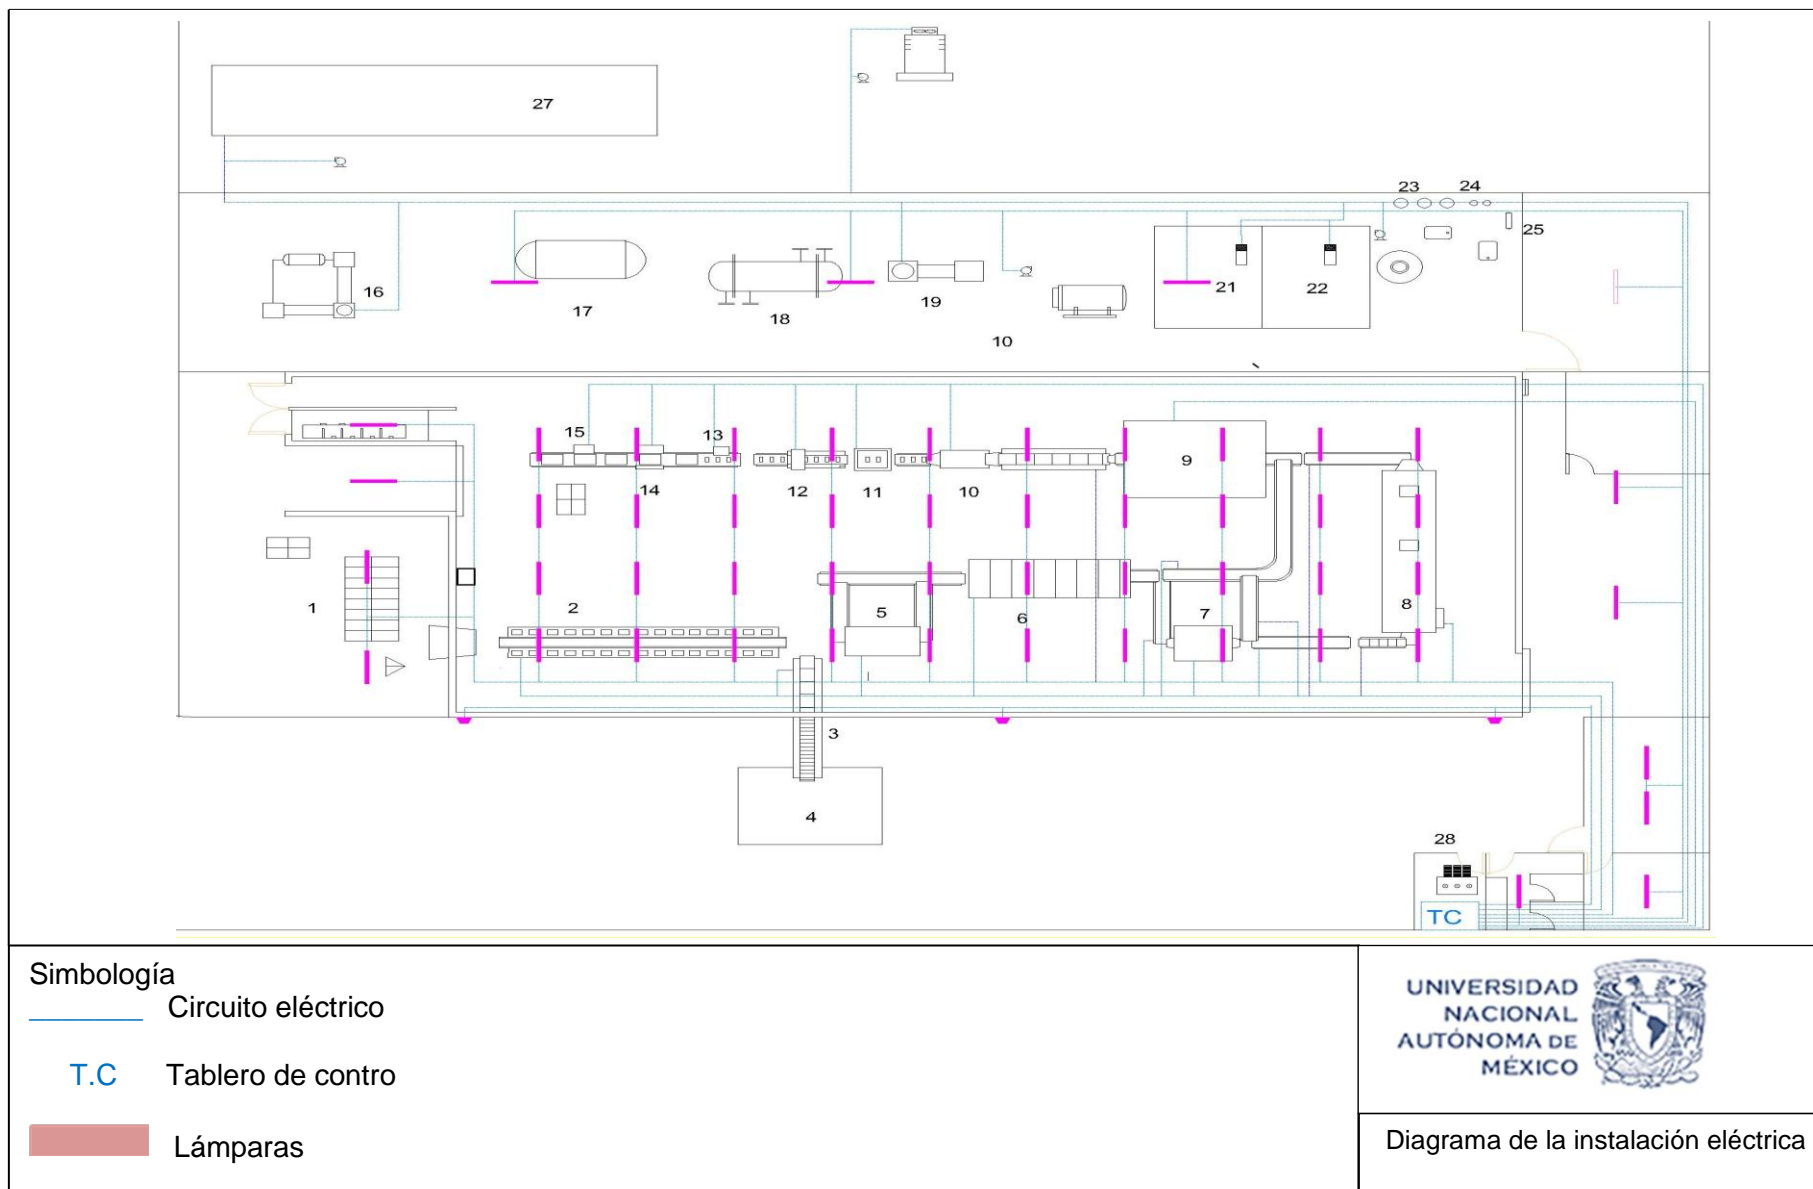 27
23
24
25
16
17
18
19
21
22
10
15
13
14
12
11
10
9
1
2
5
6
7
8
3
4
28
TC
Simbología
Circuito eléctrico
T.C Tablero de contro
Lámparas
UNIVERSIDAD
NACIONAL
AUTÓNOMA DE
MÉXICO
Diagrama de la instalación eléctrica